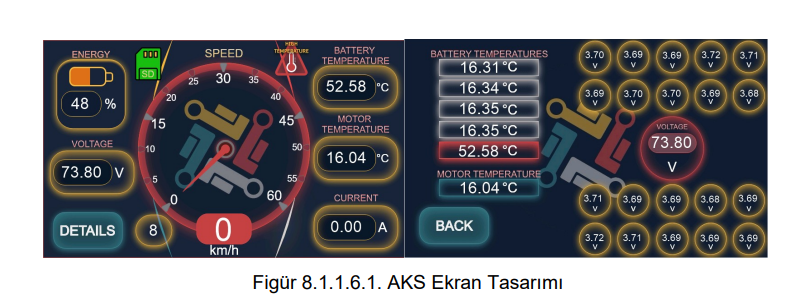 ENERGY
48 %
VOLTAGE
73.80 V
DETAILS
8
SD
SPEED
HIGH
TEMPERATURE
0
5
10
15
20
25
30
35
40
45
50
55
60
0
km/h
BATTERY
TEMPERATURE
52.58 °C
MOTOR
TEMPERATURE
16.04 °C
CURRENT
0.00 A
BATTERY TEMPERATURES
16.31 °C
16.34 °C
16.35 °C
16.35 °C
52.58 °C
MOTOR TEMPERATURE
16.04 °C
BACK
3.70 V 3.69 V 3.69 V 3.72 V 3.71 V
3.69 V 3.70 V 3.70 V 3.69 V 3.68 V
VOLTAGE
73.80
V
3.71 V 3.69 V 3.69 V 3.68 V 3.69 V
3.72 V 3.71 V 3.69 V 3.69 V 3.69 V
Figür 8.1.1.6.1. AKS Ekran Tasarımı